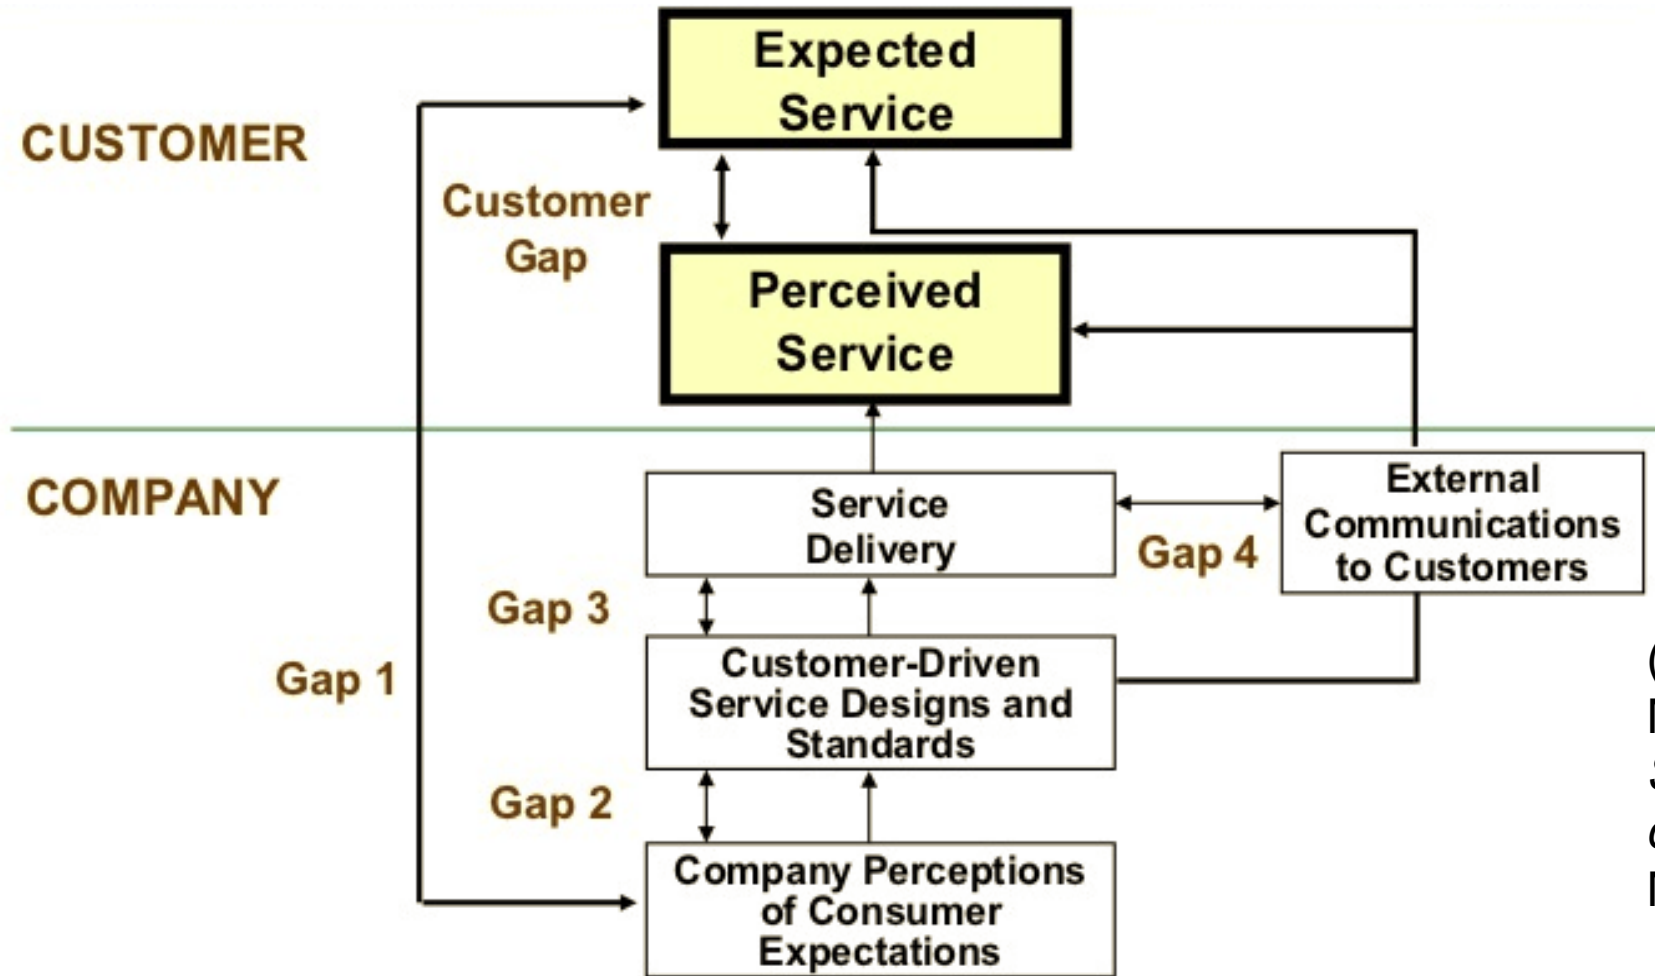 Expected
Service
CUSTOMER
Customer
Gap
Perceived
Service
COMPANY
Service
Delivery
External
Communications
to Customers
Gap 4
Gap 3
Customer-Driven
Service Designs and
Standards
Gap 1
Gap 2
Company Perceptions
of Consumer
Expectations